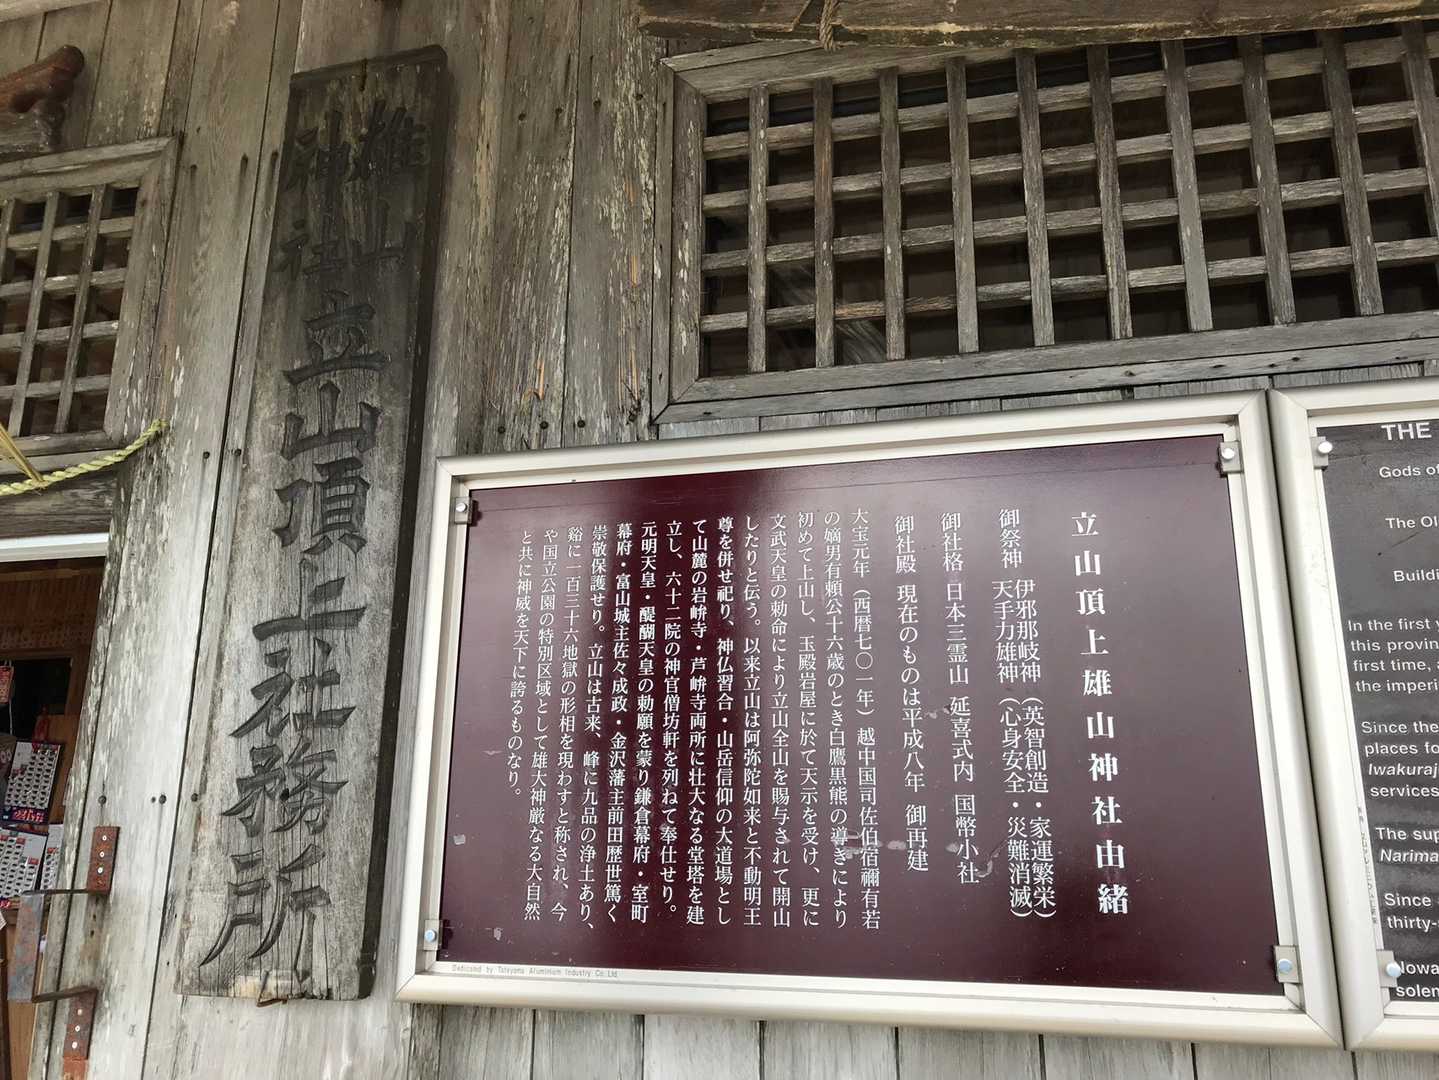 雄山
神社
立山頂上社務所
立山頂上雄山神社由緒
御祭神
伊邪那岐神（英智創造・家運繁栄）
天手力雄神（心身安全・災難消滅）
御社格 日本三霊山 延喜式内 国幣小社
御社殿 現在のものは平成八年 御再建
大宝元年（西暦七〇一年）越中国司佐伯宿禰有若
の嫡男有頼公十六歳のとき白鷹黒熊の導きにより
初めて上山し、玉殿岩屋に於て天示を受け、更に
文武天皇の勅命により立山全山を賜与されて開山
したりと伝う。以来立山は阿弥陀如来と不動明王
尊を併せ祀り、神仏習合・山岳信仰の大道場とし
て山麓の岩峅寺・芦峅寺両所に壮大なる堂塔を建
立し、六十二院の神官僧坊軒を列ねて奉仕せり。
元明天皇・醍醐天皇の勅願を蒙り鎌倉幕府・室町
幕府・富山城主佐々成政・金沢藩主前田歴世篤く
崇敬保護せり。立山は古来、峰に九品の浄土あり、
谿に一百三十六地獄の形相を現わすと称され、今
や国立公園の特別区域として雄大神厳なる大自然
と共に神威を天下に誇るものなり。
Dedicated by Tateyama Aluminium Industry Co.,Ltd.
THE
Gods of
The Ol
Buildi
In the first y
this provin
first time, a
the imperi
Since the
places fo
Iwakuraj
services
The sup
Narima
Since
thirty-
Nowa
solen